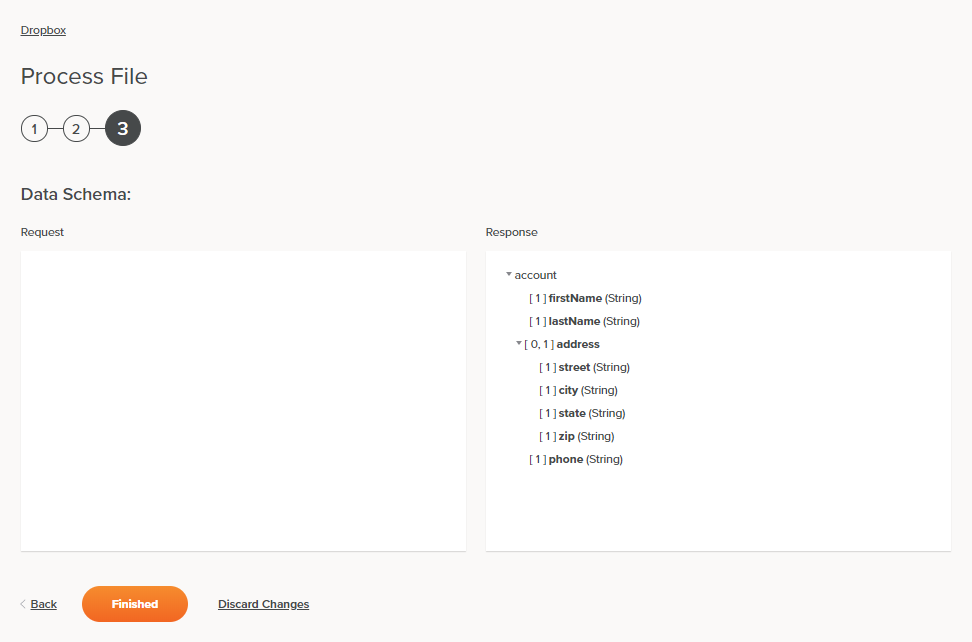 Dropbox
Process File
1 2 3
Data Schema:
Request
Response
account
[ 1 ] firstName (String)
[ 1 ] lastName (String)
[ 0, 1 ] address
[ 1 ] street (String)
[ 1 ] city (String)
[ 1 ] state (String)
[ 1 ] zip (String)
[ 1 ] phone (String)
Back Finished Discard Changes